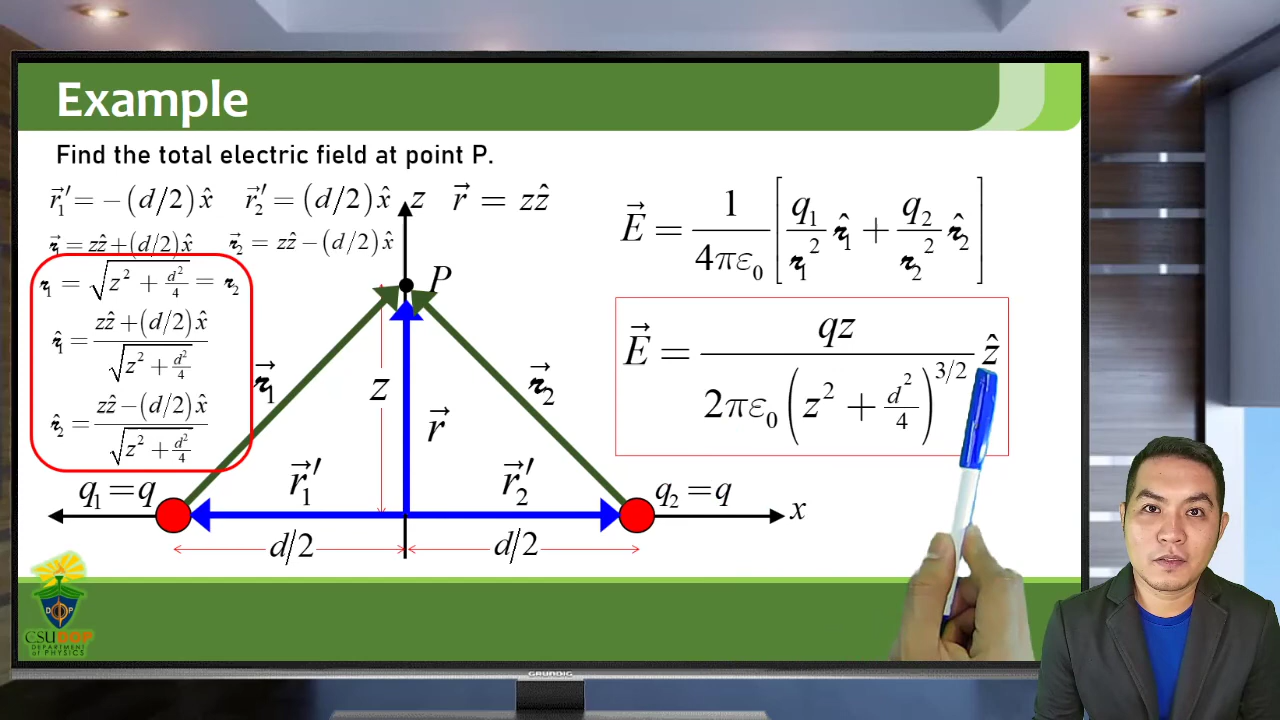 Example
Find the total electric field at point P.
r⃗₁′ = −(d/2)x̂   r⃗₂′ = (d/2)x̂   z   r⃗ = zẑ
𝓇⃗₁ = zẑ + (d/2)x̂   𝓇⃗₂ = zẑ − (d/2)x̂
𝓇₁ = √(z² + d²/4) = 𝓇₂
𝓇̂₁ = (zẑ + (d/2)x̂) / √(z² + d²/4)
𝓇̂₂ = (zẑ − (d/2)x̂) / √(z² + d²/4)
E⃗ = 1/(4πε₀) [q₁/𝓇₁² 𝓇̂₁ + q₂/𝓇₂² 𝓇̂₂]
E⃗ = qz / (2πε₀(z² + d²/4)^(3/2)) ẑ
P
𝓇⃗₁   z   r⃗   𝓇⃗₂
r⃗₁′   r⃗₂′
q₁ = q   q₂ = q   x
d/2   d/2
DOP
CSU DOP
DEPARTMENT
of PHYSICS
GRUNDIG